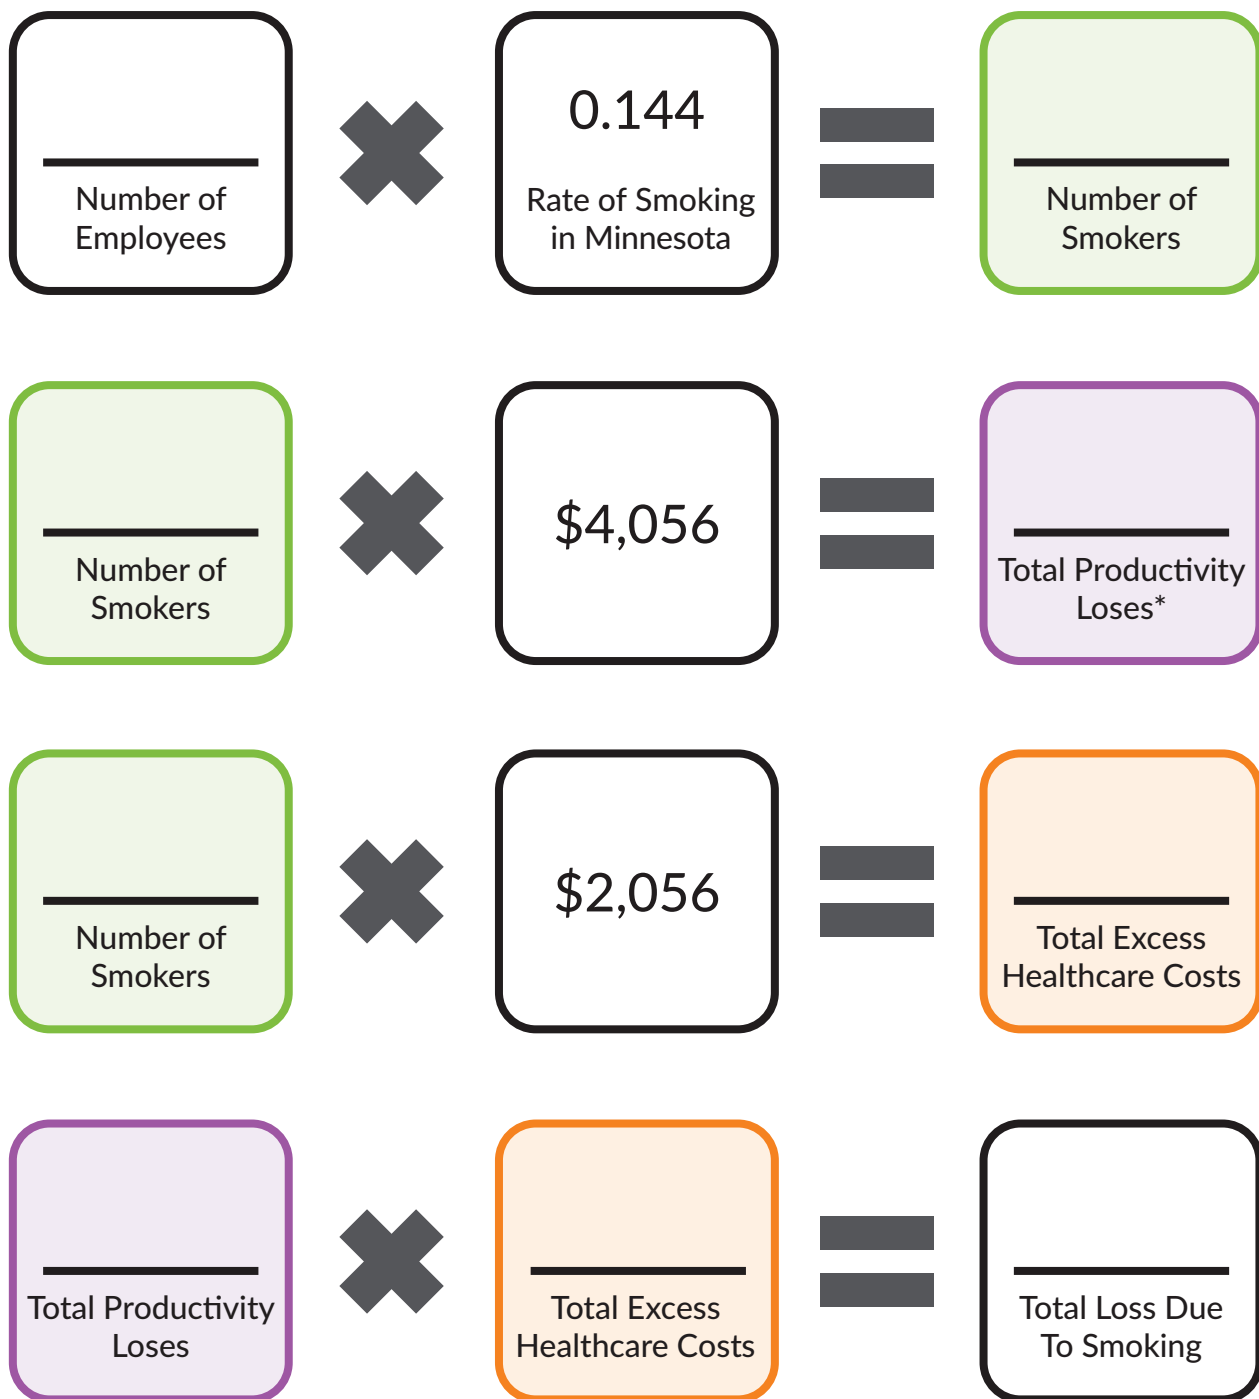 0.144
Number of
Employees
Rate of Smoking
in Minnesota
Number of
Smokers
Number of
Smokers
$4,056
Total Productivity
Loses*
Number of
Smokers
$2,056
Total Excess
Healthcare Costs
Total Productivity
Loses
Total Excess
Healthcare Costs
Total Loss Due
To Smoking